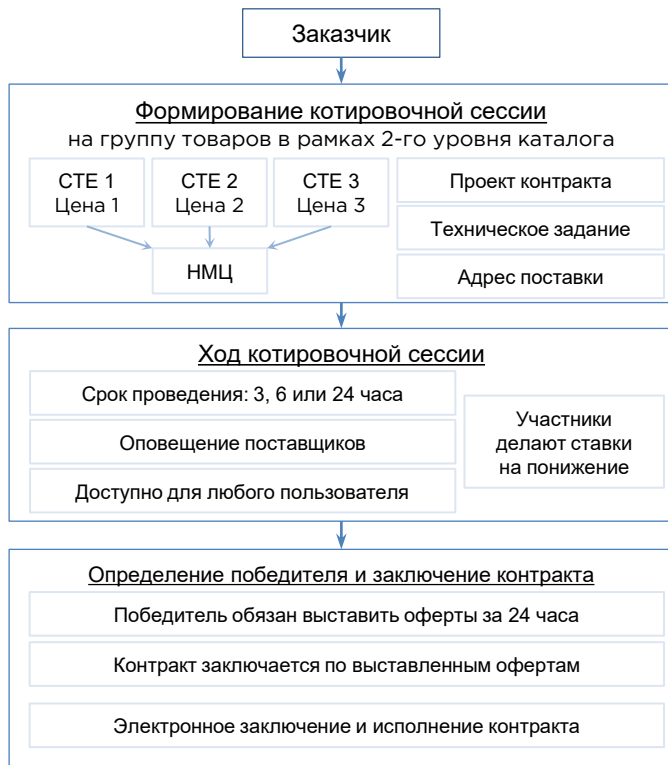 Заказчик
Формирование котировочной сессии
на группу товаров в рамках 2-го уровня каталога
СТЕ 1
Цена 1
СТЕ 2
Цена 2
СТЕ 3
Цена 3
НМЦ
Проект контракта
Техническое задание
Адрес поставки
Ход котировочной сессии
Срок проведения: 3, 6 или 24 часа
Оповещение поставщиков
Доступно для любого пользователя
Участники
делают ставки
на понижение
Определение победителя и заключение контракта
Победитель обязан выставить оферты за 24 часа
Контракт заключается по выставленным офертам
Электронное заключение и исполнение контракта